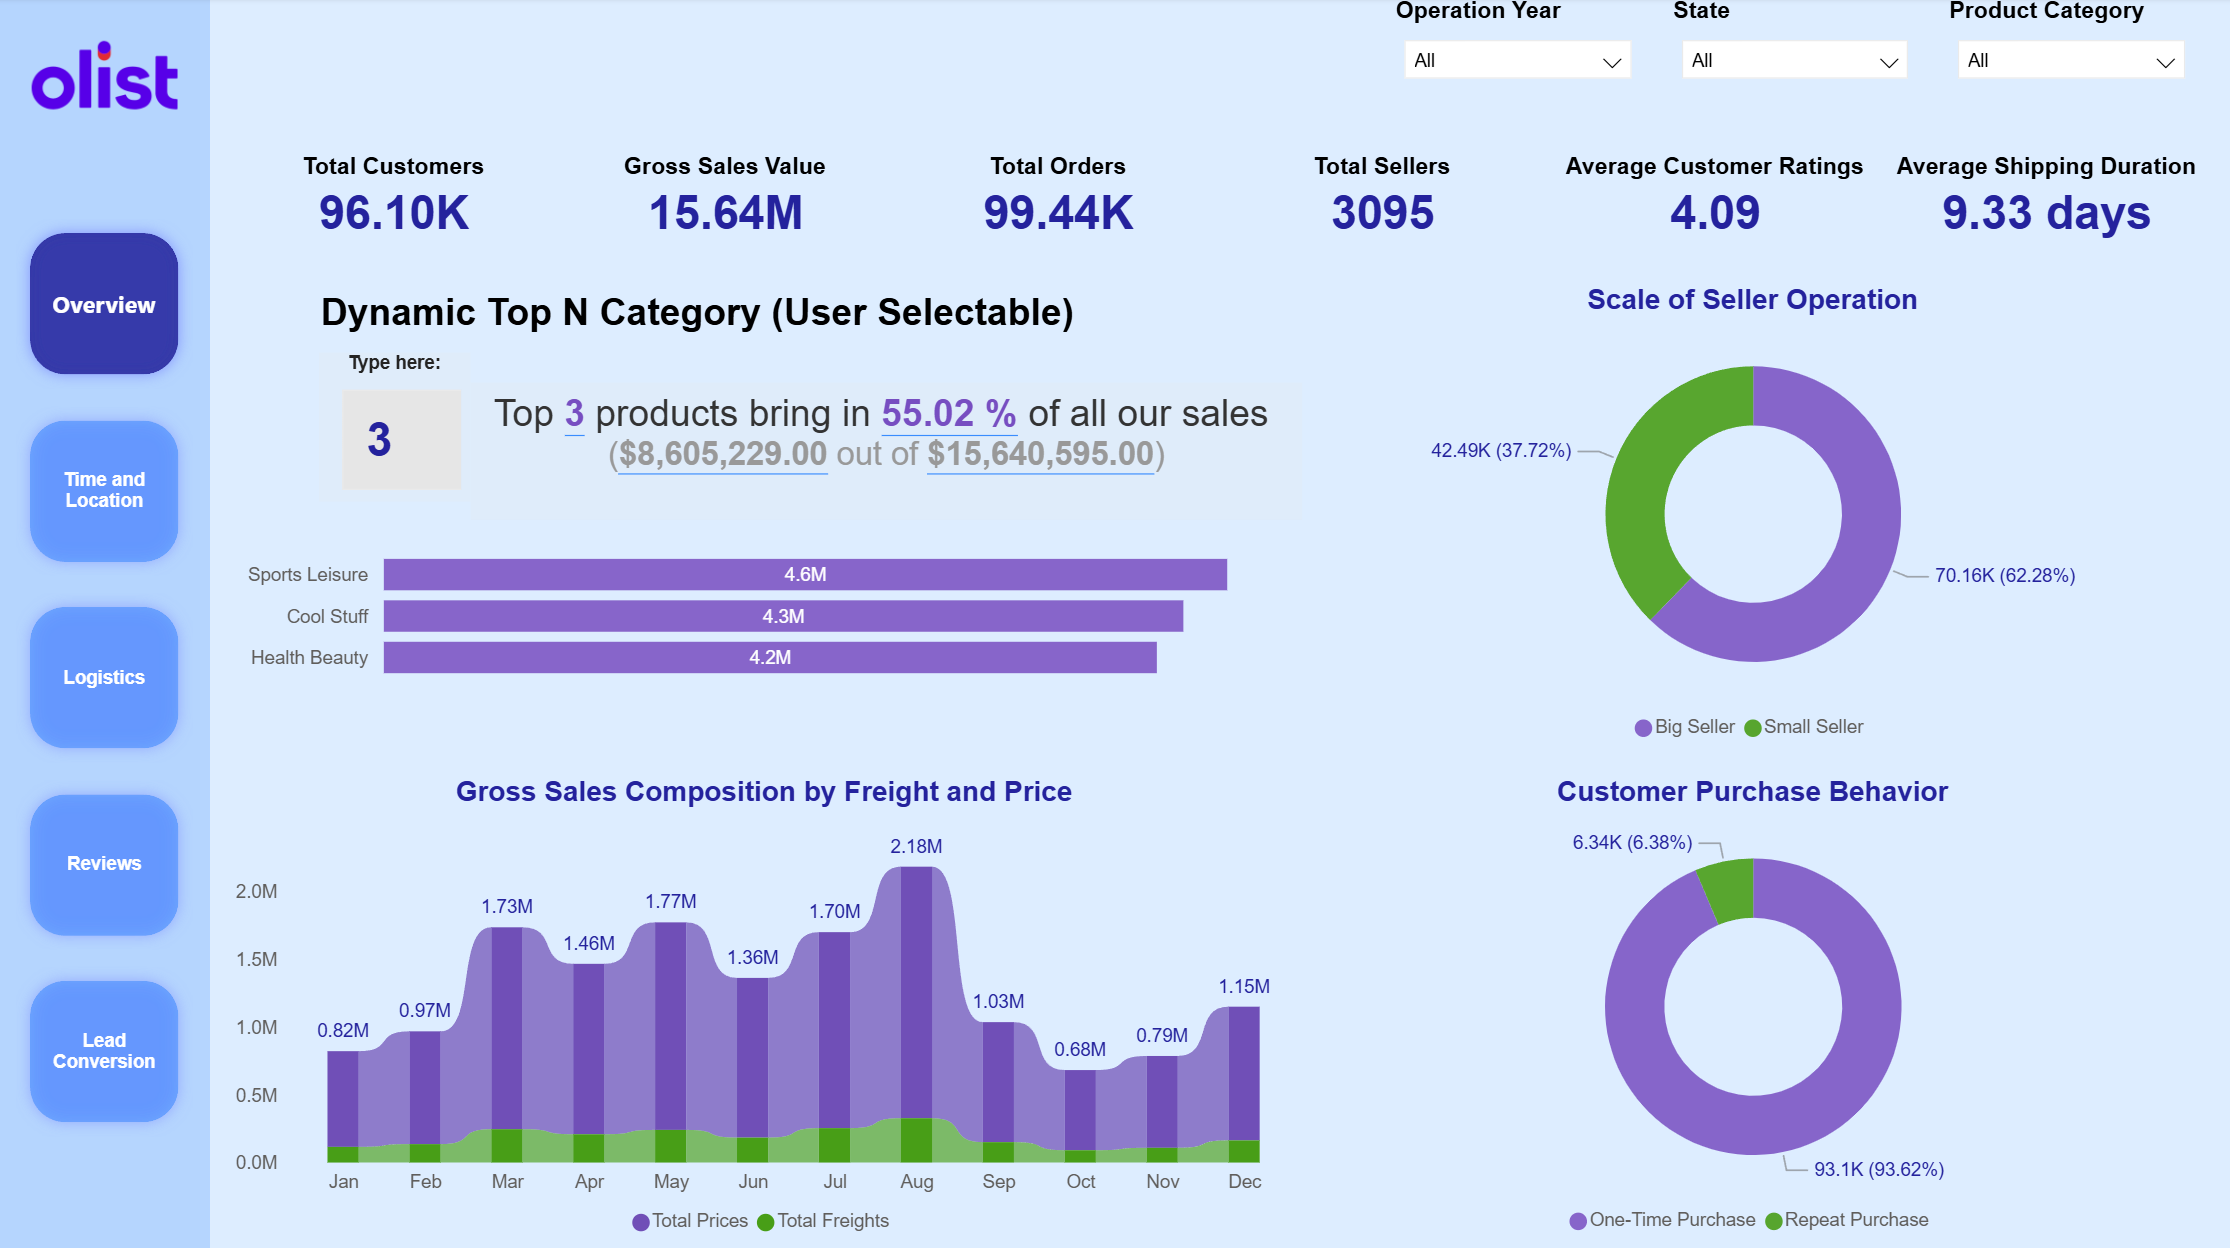 olist
Operation Year
State
Product Category
All
All
All
Total Customers
96.10K
Gross Sales Value
15.64M
Total Orders
99.44K
Total Sellers
3095
Average Customer Ratings
4.09
Average Shipping Duration
9.33 days
Overview
Time and
Location
Logistics
Reviews
Lead
Conversion
Dynamic Top N Category (User Selectable)
Type here:
3
Top 3 products bring in 55.02 % of all our sales
($8,605,229.00 out of $15,640,595.00)
Sports Leisure
4.6M
Cool Stuff
4.3M
Health Beauty
4.2M
Scale of Seller Operation
42.49K (37.72%)
70.16K (62.28%)
Big Seller
Small Seller
Gross Sales Composition by Freight and Price
2.0M
1.5M
1.0M
0.5M
0.0M
0.82M
0.97M
1.73M
1.46M
1.77M
1.36M
1.70M
2.18M
1.03M
0.68M
0.79M
1.15M
Jan
Feb
Mar
Apr
May
Jun
Jul
Aug
Sep
Oct
Nov
Dec
Total Prices
Total Freights
Customer Purchase Behavior
6.34K (6.38%)
93.1K (93.62%)
One-Time Purchase
Repeat Purchase